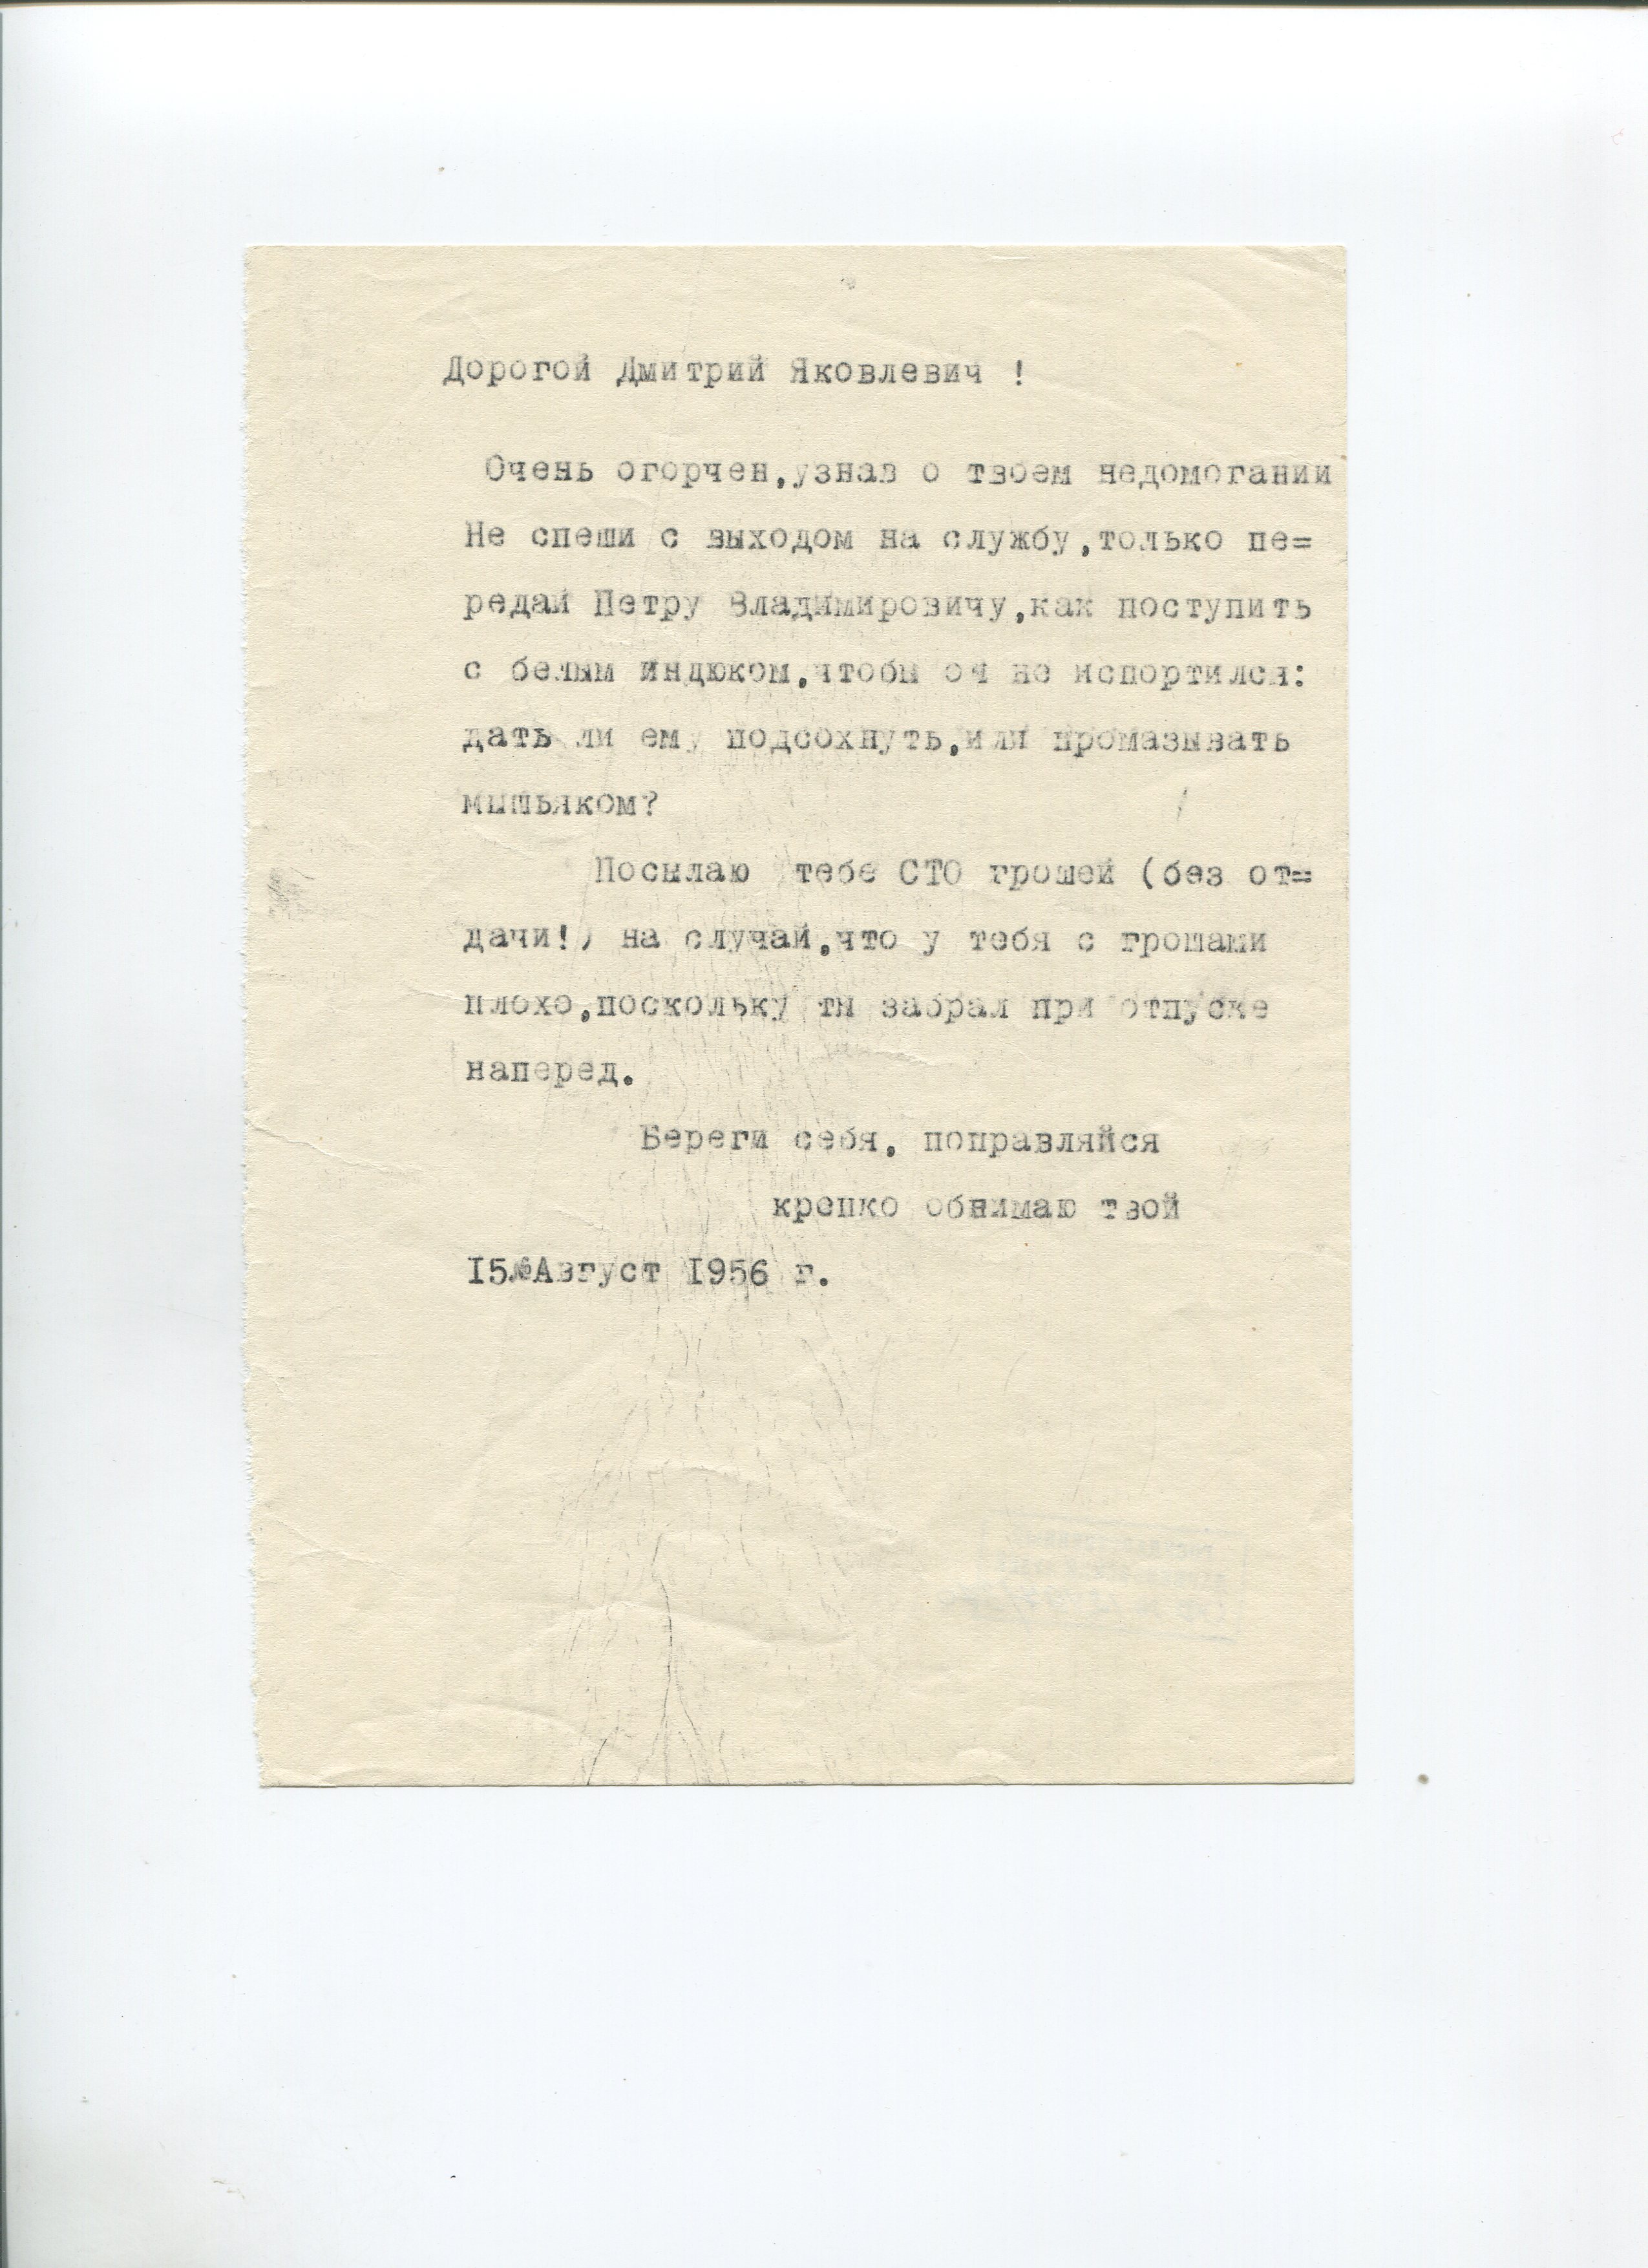 Дорогой Дмитрий Яковлевич !
Очень огорчен,узнав о твоем недомогании
Не спеши с выходом на службу,только пе=
редай Петру Владимировичу,как поступить
с белым индюком,чтобы он не испортился:
дать ли ему подсохнуть,или промазывать
мышьяком?
Посылаю тебе СТО грошей (без от=
дачи!) на случай,что у тебя с грошами
плохо,поскольку ты забрал при отпуске
наперед.
Береги себя, поправляйся
крепко обнимаю твой
I5 Август I956 г.